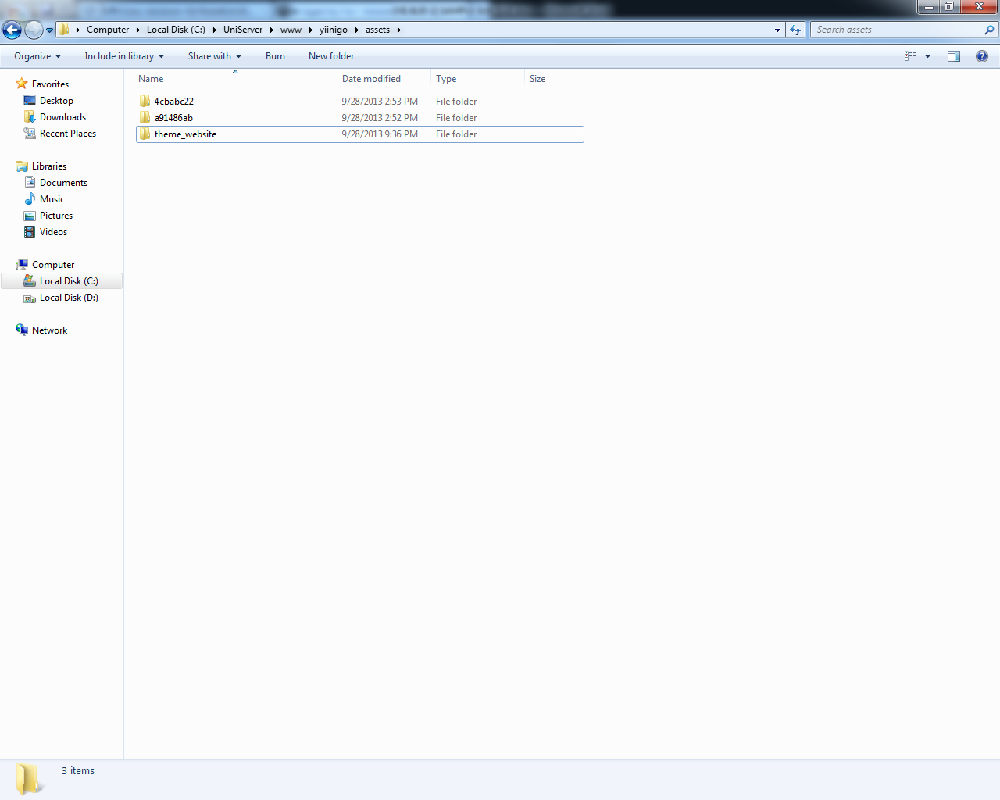 Computer Local Disk (C:) UniServer www yiinigo assets
Search assets
Organize Include in library Share with Burn New folder
Favorites
Desktop
Downloads
Recent Places
Libraries
Documents
Music
Pictures
Videos
Computer
Local Disk (C:)
Local Disk (D:)
Network
Name Date modified Type Size
4cbabc22 9/28/2013 2:53 PM File folder
a91486ab 9/28/2013 2:52 PM File folder
theme_website 9/28/2013 9:36 PM File folder
3 items